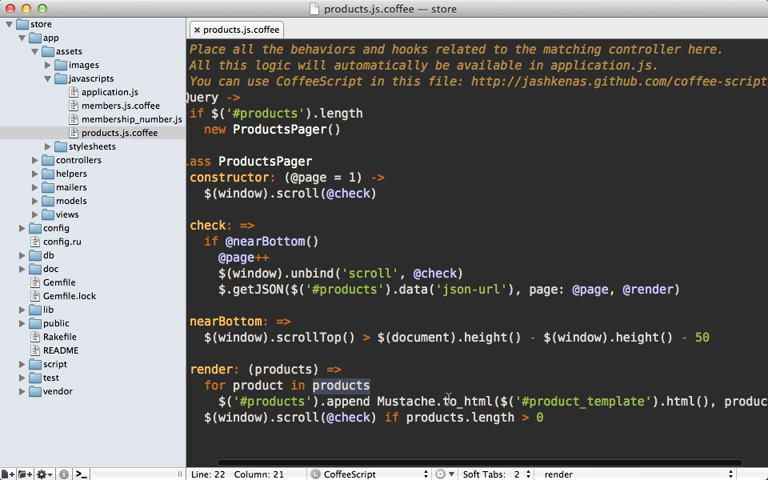 products.js.coffee — store
store
app
assets
images
javascripts
application.js
members.js.coffee
membership_number.js
products.js.coffee
stylesheets
controllers
helpers
mailers
models
views
config
config.ru
db
doc
Gemfile
Gemfile.lock
lib
public
Rakefile
README
script
test
vendor
products.js.coffee
Place all the behaviors and hooks related to the matching controller here.
All this logic will automatically be available in application.js.
You can use CoffeeScript in this file: http://jashkenas.github.com/coffee-script
Query ->
if $('#products').length
new ProductsPager()
ass ProductsPager
constructor: (@page = 1) ->
$(window).scroll(@check)
check: =>
if @nearBottom()
@page++
$(window).unbind('scroll', @check)
$.getJSON($('#products').data('json-url'), page: @page, @render)
nearBottom: =>
$(window).scrollTop() > $(document).height() - $(window).height() - 50
render: (products) =>
for product in products
$('#products').append Mustache.to_html($('#product_template').html(), produc
$(window).scroll(@check) if products.length > 0
Line: 22 Column: 21
CoffeeScript
Soft Tabs: 2
render